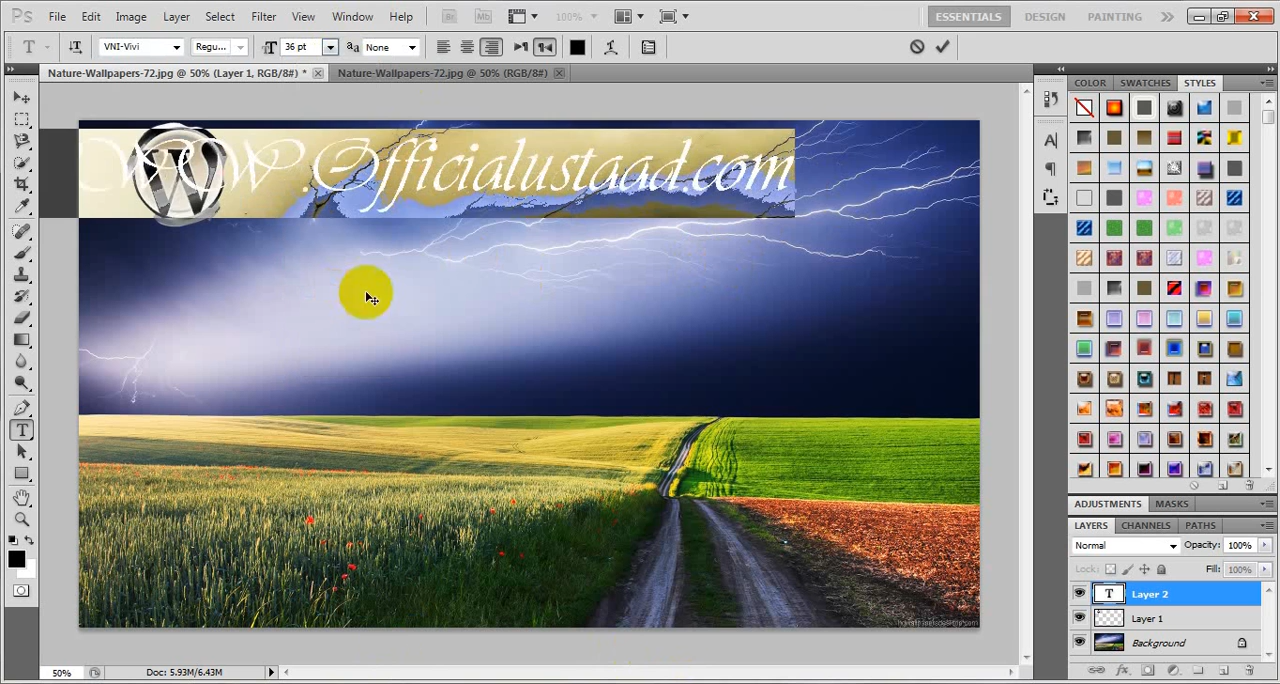 Ps File Edit Image Layer Select Filter View Window Help Br Mb 100% ESSENTIALS DESIGN PAINTING
T VNI-Vivi Regu... 36 pt aa None
Nature-Wallpapers-72.jpg @ 50% (Layer 1, RGB/8#) * Nature-Wallpapers-72.jpg @ 50% (RGB/8#)
COLOR SWATCHES STYLES
WWW.Officialustaad.com
ADJUSTMENTS MASKS
LAYERS CHANNELS PATHS
Normal Opacity: 100%
Lock: Fill: 100%
T Layer 2
Layer 1
Background
50% Doc: 5.93M/6.43M